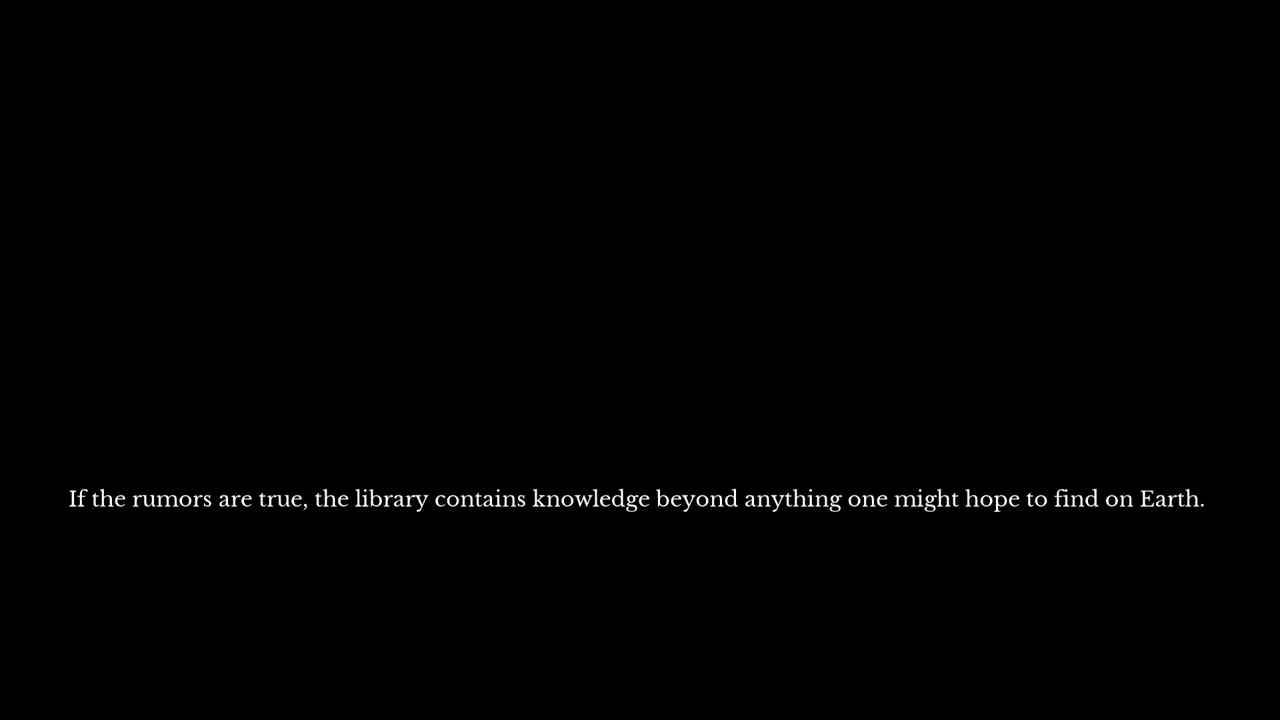 If the rumors are true, the library contains knowledge beyond anything one might hope to find on Earth.